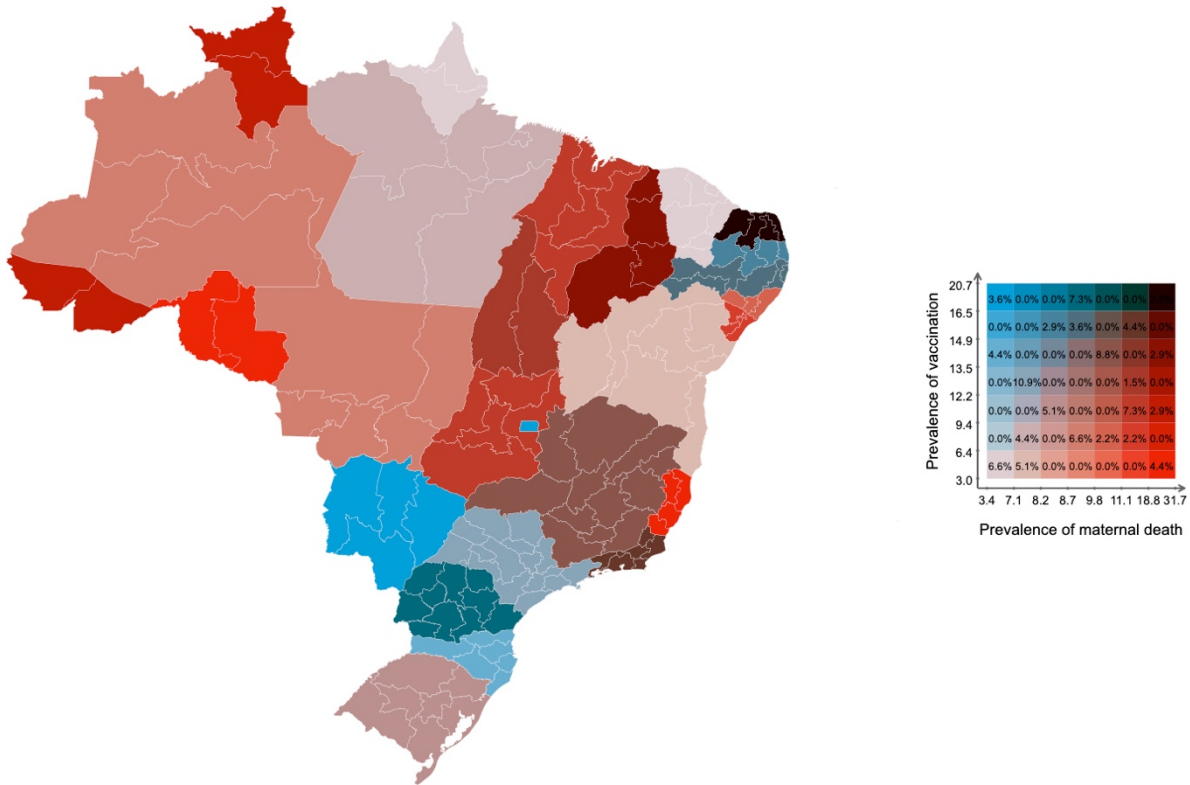 20.7
3.6% 0.0% 0.0% 7.3% 0.0% 0.0%
16.5
0.0% 0.0% 2.9% 3.6% 0.0% 4.4% 0.0%
14.9
4.4% 0.0% 0.0% 0.0% 8.8% 0.0% 2.9%
13.5
0.0% 10.9% 0.0% 0.0% 0.0% 1.5% 0.0%
12.2
0.0% 0.0% 5.1% 0.0% 0.0% 7.3% 2.9%
9.4
0.0% 4.4% 0.0% 6.6% 2.2% 2.2% 0.0%
6.4
6.6% 5.1% 0.0% 0.0% 0.0% 0.0% 4.4%
3.0
Prevalence of vaccination
3.4 7.1 8.2 8.7 9.8 11.1 18.8 31.7
Prevalence of maternal death